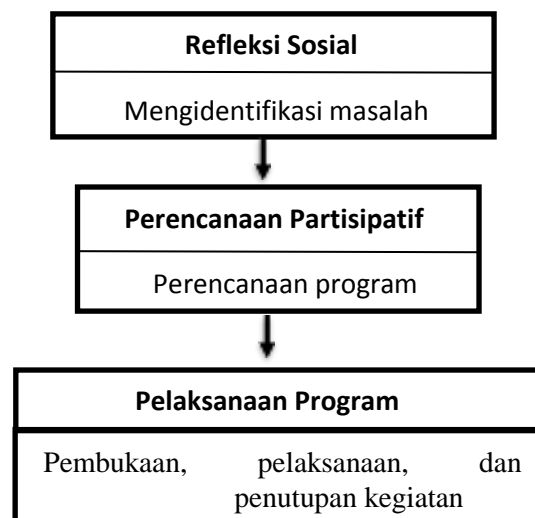 Refleksi Sosial
Mengidentifikasi masalah
Perencanaan Partisipatif
Perencanaan program
Pelaksanaan Program
Pembukaan, pelaksanaan, dan
penutupan kegiatan